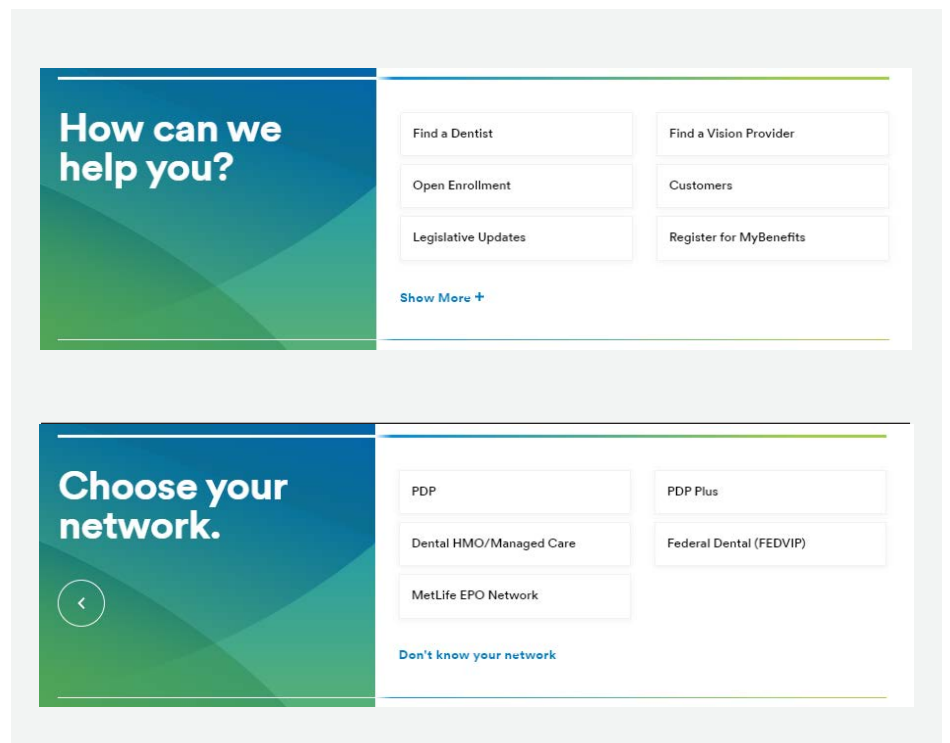 How can we
help you?
Find a Dentist
Find a Vision Provider
Open Enrollment
Customers
Legislative Updates
Register for MyBenefits
Show More +
Choose your
network.
PDP
PDP Plus
Dental HMO/Managed Care
Federal Dental (FEDVIP)
MetLife EPO Network
Don't know your network